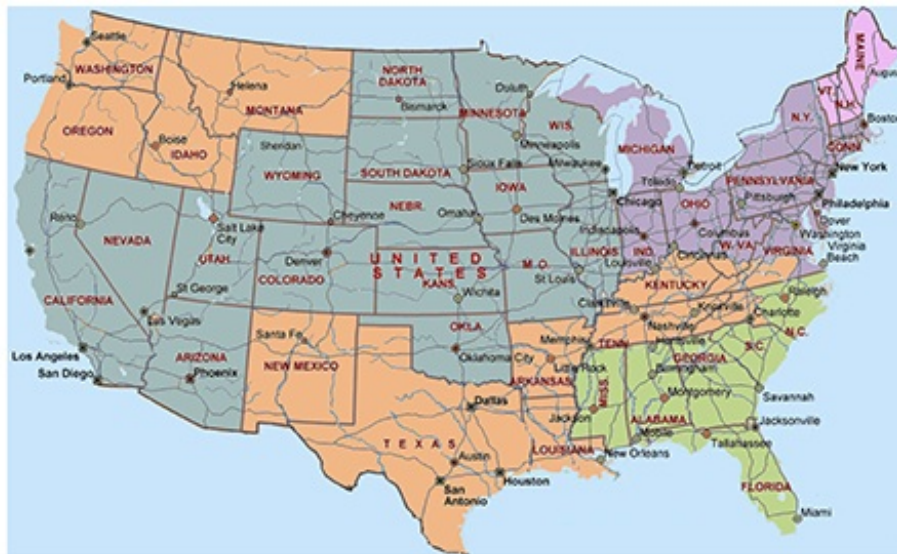 Seattle
WASHINGTON
Portland
OREGON
Helena
MONTANA
Boise
IDAHO
NORTH
DAKOTA
Bismarck
Duluth
MINNESOTA
WIS.
Minneapolis
MICHIGAN
MAINE
Augus
VT.
N.H.
N.Y.
Boston
CONN
Sheridan
WYOMING
SOUTH DAKOTA
Sioux Falls
Milwaukee
Detroit
Toledo
PENNSYLVANIA
New York
Pittsburgh
Philadelphia
Cheyenne
NEBR.
Omaha
IOWA
Des Moines
Chicago
OHIO
Columbus
Dover
Washington
Reno
NEVADA
Salt Lake
City
UTAH
Denver
COLORADO
UNITED
STATES
KANS.
Wichita
M.O.
St Louis
ILLINOIS
Indianapolis
IND.
Louisville
Cincinnati
W. VA.
VIRGINIA
Virginia
Beach
CALIFORNIA
St George
Las Vegas
KENTUCKY
Clarksville
Nashville
Knoxville
Raleigh
Charlotte
N.C.
Los Angeles
San Diego
ARIZONA
Phoenix
Santa Fe
NEW MEXICO
OKLA
Oklahoma City
ARKANSAS
Little Rock
Memphis
TENN.
Huntsville
Birmingham
GEORGIA
S.C.
Savannah
Dallas
TEXAS
Austin
San
Antonio
Houston
LOUISIANA
New Orleans
Jackson
MISS.
Montgomery
ALABAMA
Mobile
Tallahassee
Jacksonville
FLORIDA
Miami